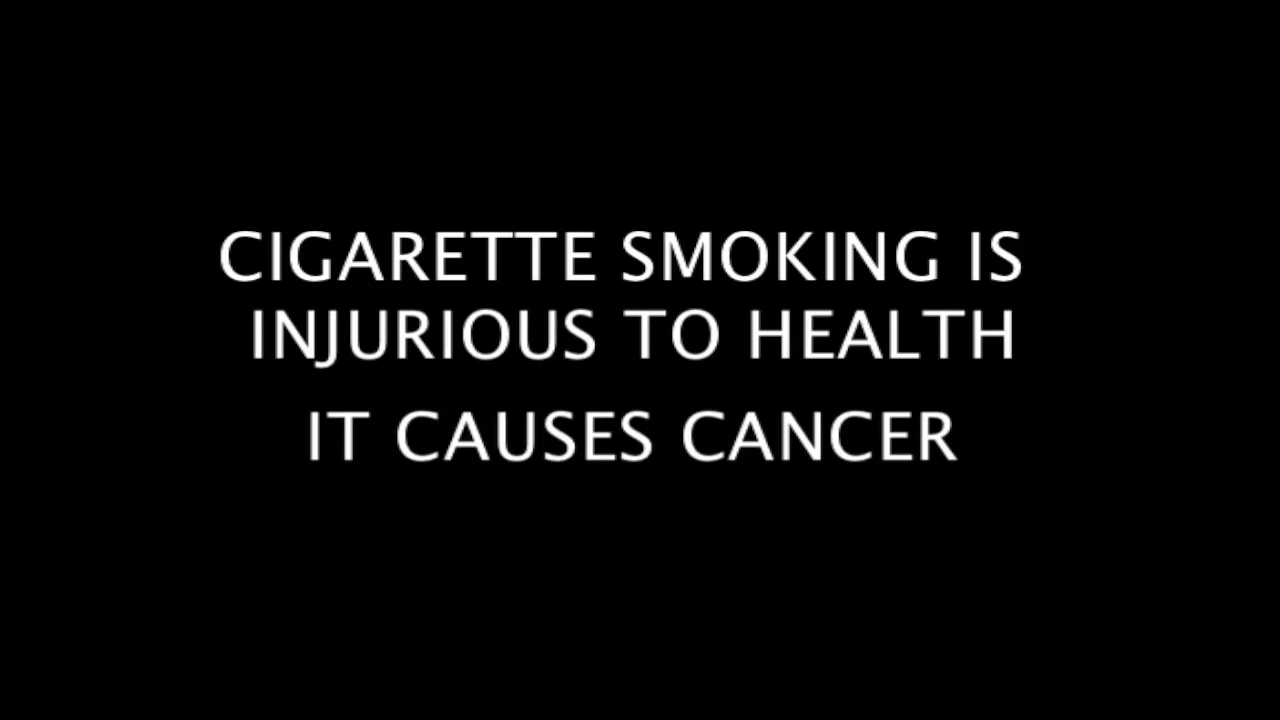 CIGARETTE SMOKING IS
INJURIOUS TO HEALTH
IT CAUSES CANCER